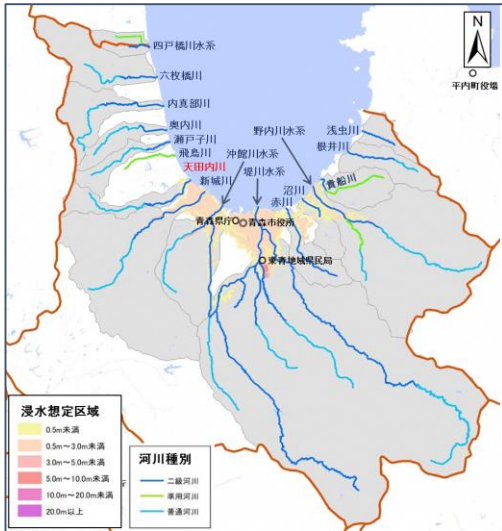 N
平内町役場
四戸橋川水系
六枚橋川
内真部川
奥内川
瀬戸子川
飛鳥川
天田内川
新城川
沖館川水系
堤川水系
野内川水系
浅虫川
根井川
貴船川
沼川
赤川
青森県庁
青森市役所
東青地域県民局
浸水想定区域
0.5m未満
0.5m~3.0m未満
3.0m~5.0m未満
5.0m~10.0m未満
10.0m~20.0m未満
20.0m以上
河川種別
二級河川
準用河川
普通河川